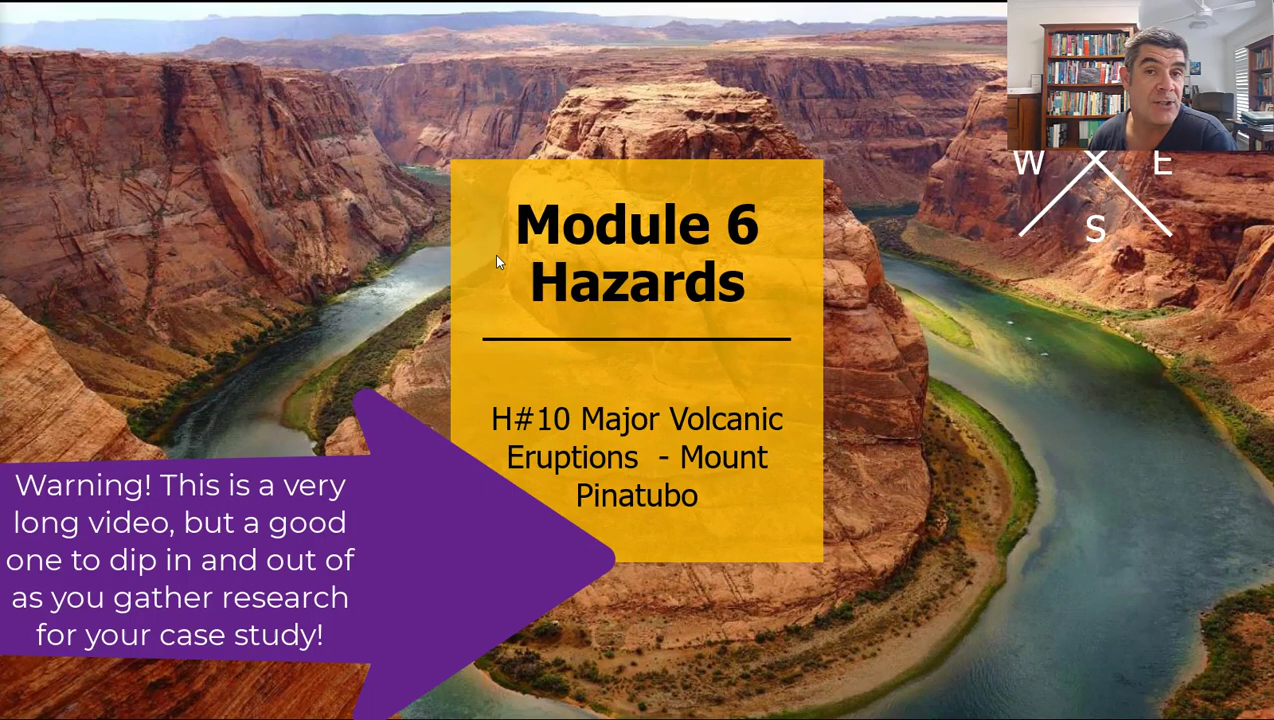 W E
S
Module 6
Hazards
H#10 Major Volcanic
Eruptions - Mount
Pinatubo
Warning! This is a very
long video, but a good
one to dip in and out of
as you gather research
for your case study!